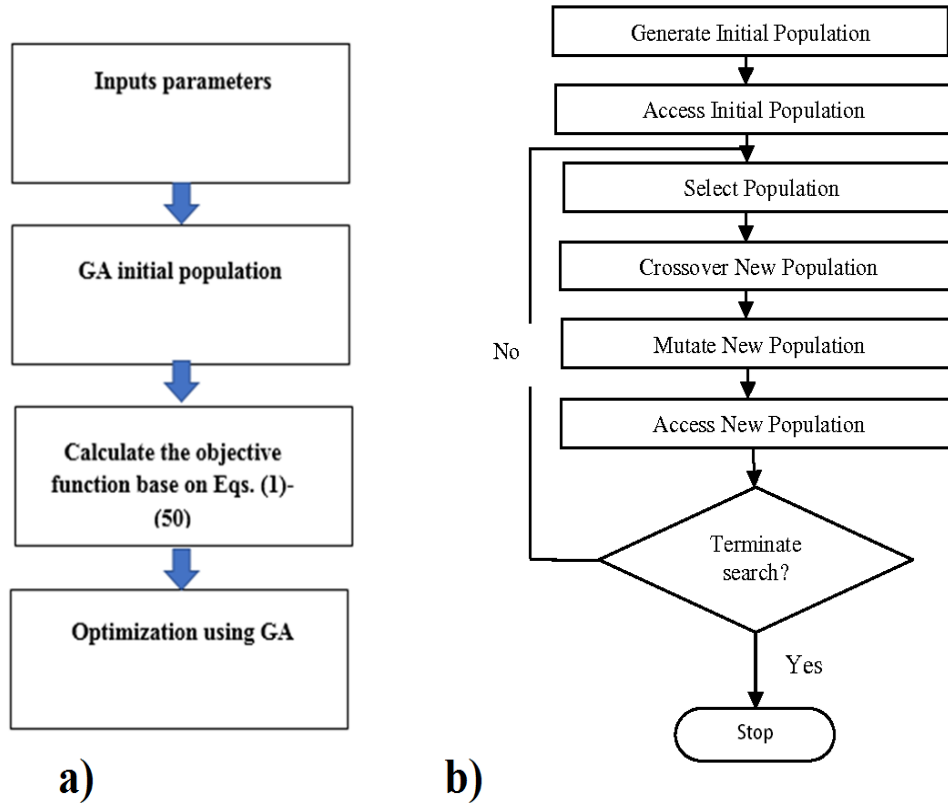 Inputs parameters
GA initial population
Calculate the objective
function base on Eqs. (1)-
(50)
Optimization using GA
a)
Generate Initial Population
Access Initial Population
Select Population
Crossover New Population
No
Mutate New Population
Access New Population
Terminate
search?
Yes
Stop
b)